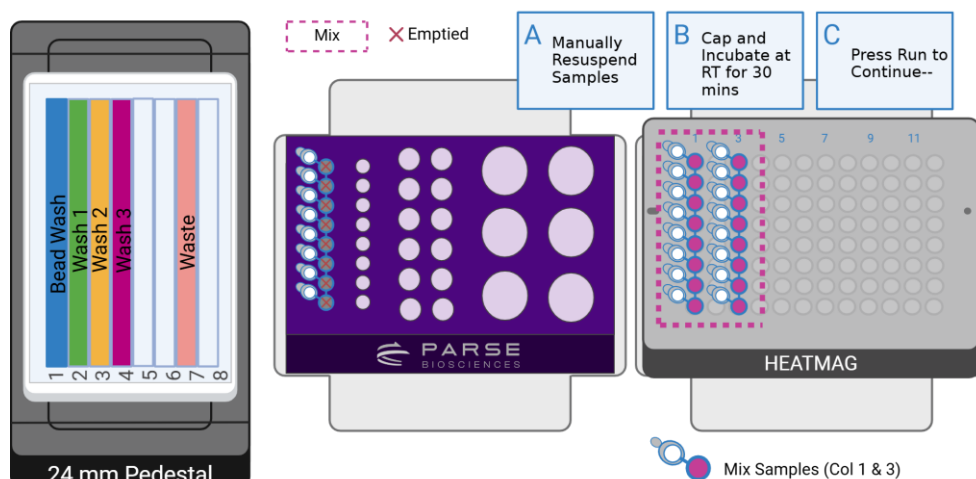 Mix
Emptied
A
Manually
Resuspend
Samples
B
Cap and
Incubate at
RT for 30
mins
C
Press Run to
Continue--
Bead Wash
Wash 1
Wash 2
Wash 3
Waste
1
2
3
4
5
6
7
8
24 mm Pedestal
PARSE
BIOSCIENCES
1 3 5 7 9 11
HEATMAG
Mix Samples (Col 1 & 3)